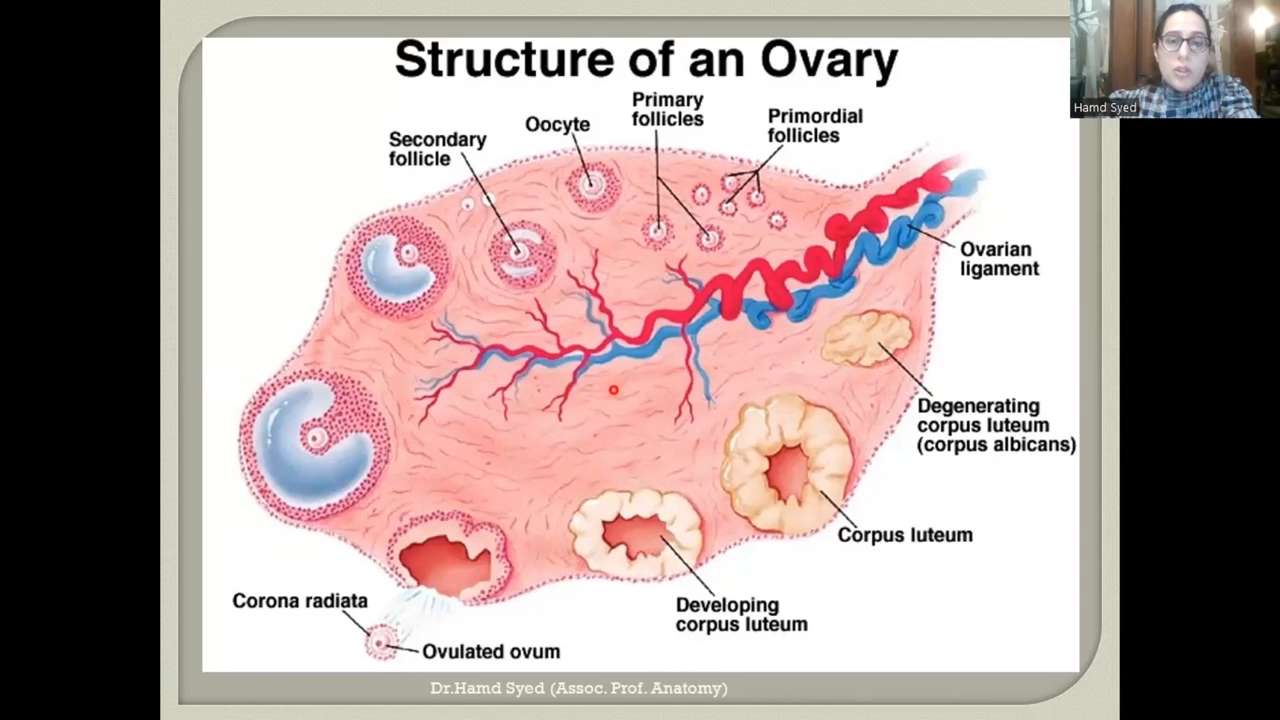 Structure of an Ovary
Hamd Syed
Primary
follicles
Primordial
follicles
Oocyte
Secondary
follicle
Ovarian
ligament
Degenerating
corpus luteum
(corpus albicans)
Corpus luteum
Developing
corpus luteum
Corona radiata
Ovulated ovum
Dr.Hamd Syed (Assoc. Prof. Anatomy)